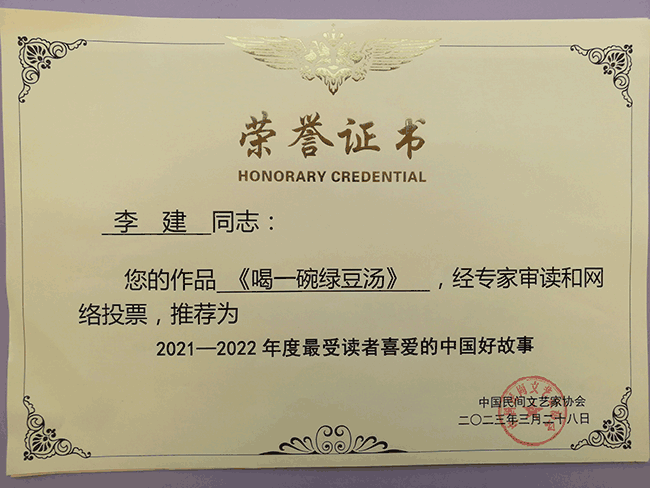 荣誉证书
HONORARY CREDENTIAL
李 建 同志：
您的作品 《喝一碗绿豆汤》 ，经专家审读和网
络投票，推荐为
2021—2022 年度最受读者喜爱的中国好故事
中国民间文艺家协会
二〇二三年三月二十八日